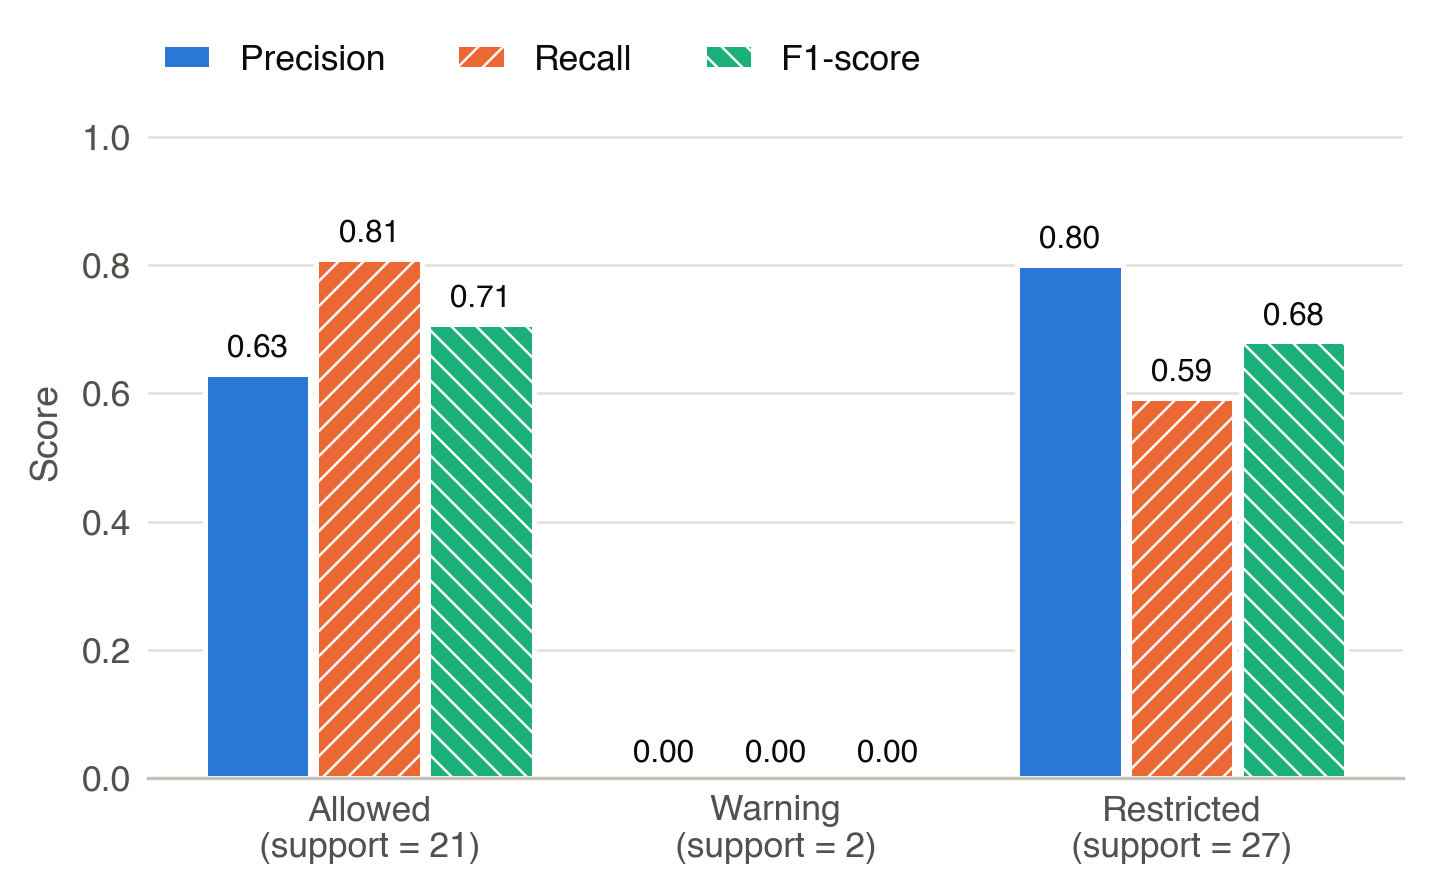 Precision Recall F1-score
1.0
0.8
0.6
0.4
0.2
0.0
Score
0.63 0.81 0.71
0.00 0.00 0.00
0.80 0.59 0.68
Allowed
(support = 21)
Warning
(support = 2)
Restricted
(support = 27)